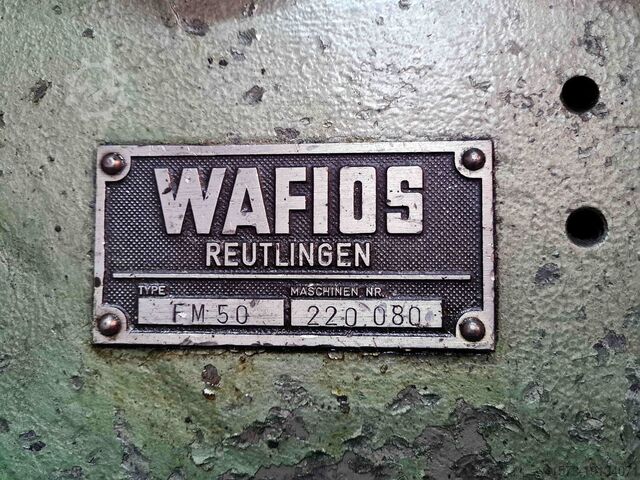 WAFIOS
REUTLINGEN
TYPE MASCHINEN NR.
FM 50 220.080